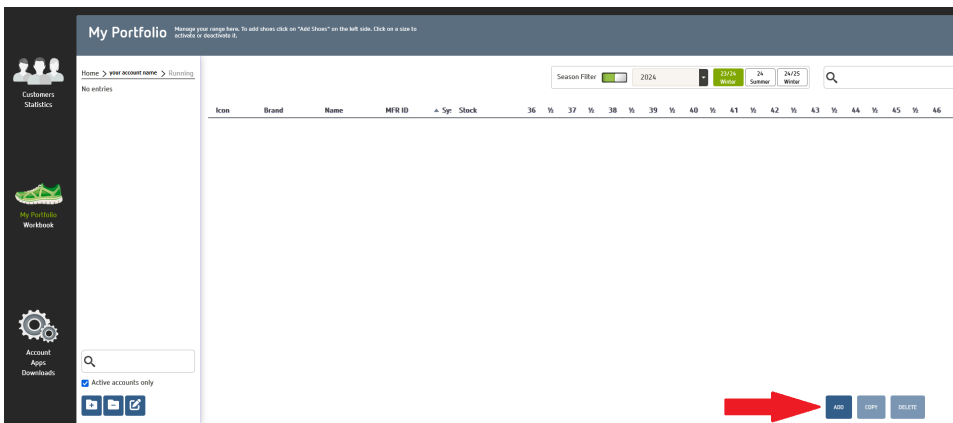 My Portfolio
Manage your range here. To add shoes click on "Add Shoes" on the left side. Click on a size to
activate or deactivate it.
Customers
Statistics
My Portfolio
Workbook
Account
Apps
Downloads
Home > your account name > Running
No entries
Active accounts only
Season Filter 2024 23/24 Winter 24 Summer 24/25 Winter
Icon Brand Name MFR ID Sy Stock 36 ½ 37 ½ 38 ½ 39 ½ 40 ½ 41 ½ 42 ½ 43 ½ 44 ½ 45 ½ 46
ADD COPY DELETE